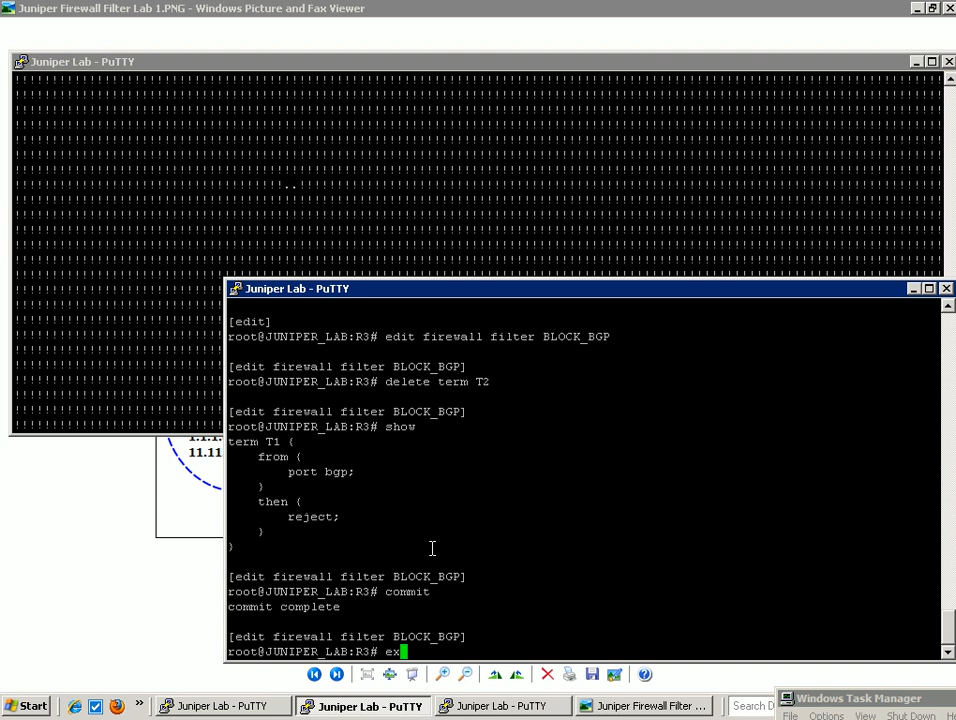 Juniper Firewall Filter Lab 1.PNG - Windows Picture and Fax Viewer
Juniper Lab - PuTTY
Juniper Lab - PuTTY
[edit]
root@JUNIPER_LAB:R3# edit firewall filter BLOCK_BGP
[edit firewall filter BLOCK_BGP]
root@JUNIPER_LAB:R3# delete term T2
[edit firewall filter BLOCK_BGP]
root@JUNIPER_LAB:R3# show
term T1 {
from {
port bgp;
}
then {
reject;
}
}
[edit firewall filter BLOCK_BGP]
root@JUNIPER_LAB:R3# commit
commit complete
[edit firewall filter BLOCK_BGP]
root@JUNIPER_LAB:R3# ex
11.11
Start
»
Juniper Lab - PuTTY
Juniper Lab - PuTTY
Juniper Lab - PuTTY
Juniper Firewall Filter ...
Search D
Windows Task Manager
File Options View Shut Down